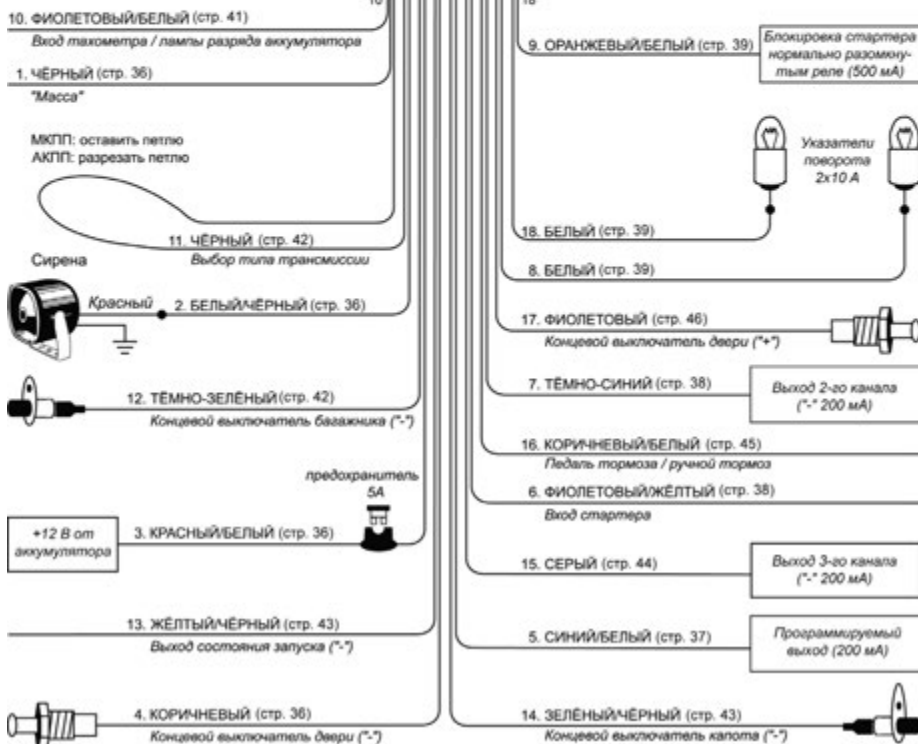 10. ФИОЛЕТОВЫЙ/БЕЛЫЙ (стр. 41)
Вход тахометра / лампы разряда аккумулятора
1. ЧЁРНЫЙ (стр. 36)
"Масса"
МКПП: оставить петлю
АКПП: разрезать петлю
11. ЧЁРНЫЙ (стр. 42)
Выбор типа трансмиссии
Сирена
Красный
2. БЕЛЫЙ/ЧЁРНЫЙ (стр. 36)
12. ТЁМНО-ЗЕЛЁНЫЙ (стр. 42)
Концевой выключатель багажника ("-")
предохранитель
5А
+12 В от
аккумулятора
3. КРАСНЫЙ/БЕЛЫЙ (стр. 36)
13. ЖЁЛТЫЙ/ЧЁРНЫЙ (стр. 43)
Выход состояния запуска ("-")
4. КОРИЧНЕВЫЙ (стр. 36)
Концевой выключатель двери ("-")
9. ОРАНЖЕВЫЙ/БЕЛЫЙ (стр. 39)
Блокировка стартера
нормально разомкну-
тым реле (500 мА)
Указатели
поворота
2x10 А
18. БЕЛЫЙ (стр. 39)
8. БЕЛЫЙ (стр. 39)
17. ФИОЛЕТОВЫЙ (стр. 46)
Концевой выключатель двери ("+")
7. ТЁМНО-СИНИЙ (стр. 38)
Выход 2-го канала
("-" 200 мА)
16. КОРИЧНЕВЫЙ/БЕЛЫЙ (стр. 45)
Педаль тормоза / ручной тормоз
6. ФИОЛЕТОВЫЙ/ЖЁЛТЫЙ (стр. 38)
Вход стартера
15. СЕРЫЙ (стр. 44)
Выход 3-го канала
("-" 200 мА)
5. СИНИЙ/БЕЛЫЙ (стр. 37)
Программируемый
выход (200 мА)
14. ЗЕЛЁНЫЙ/ЧЁРНЫЙ (стр. 43)
Концевой выключатель капота ("-")